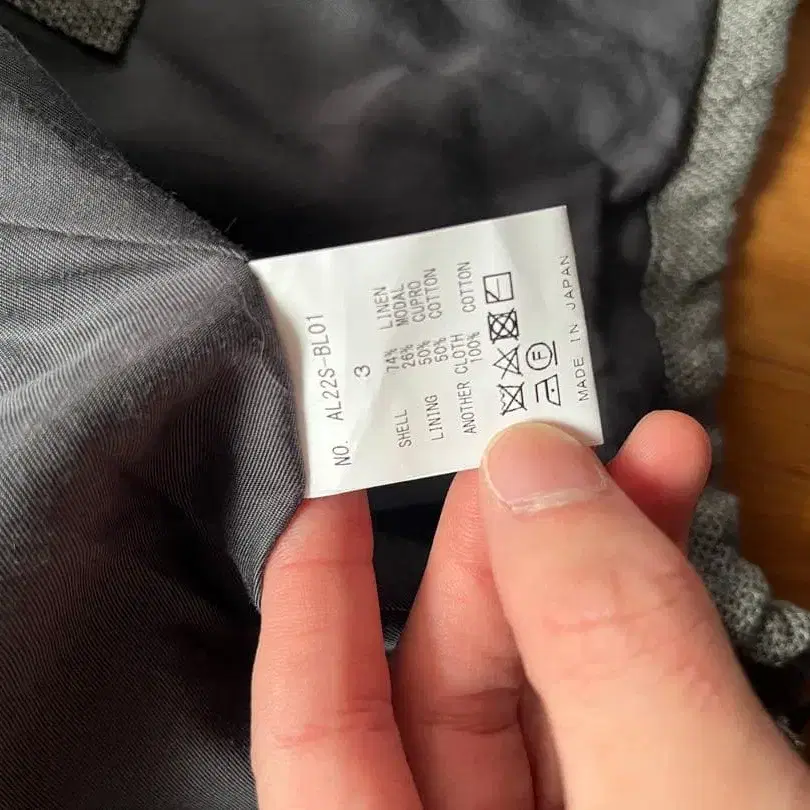 NO. AL22S-BL01
3
SHELL 74% LINEN
26% MODAL
LINING 50% CUPRO
50% COTTON
ANOTHER CLOTH
100% COTTON
F
MADE IN JAPAN